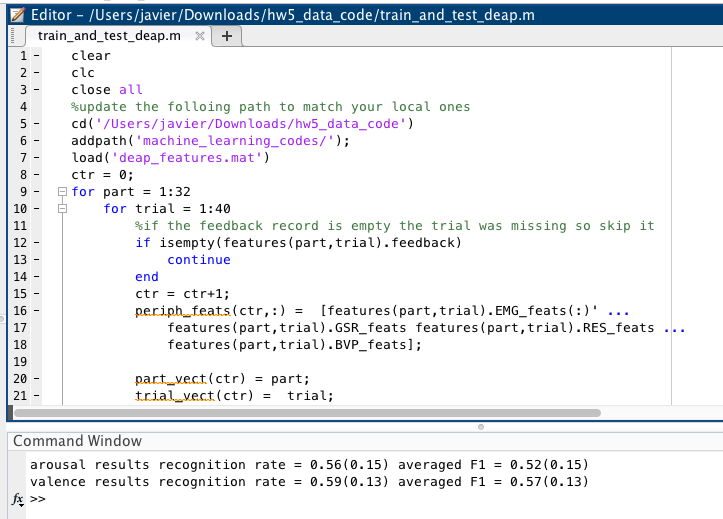 Editor – /Users/javier/Downloads/hw5_data_code/train_and_test_deap.m
train_and_test_deap.m × +
1 – clear
2 – clc
3 – close all
4 %update the folloing path to match your local ones
5 – cd('/Users/javier/Downloads/hw5_data_code')
6 – addpath('machine_learning_codes/');
7 – load('deap_features.mat')
8 – ctr = 0;
9 – for part = 1:32
10 – for trial = 1:40
11 %if the feedback record is empty the trial was missing so skip it
12 – if isempty(features(part,trial).feedback)
13 – continue
14 – end
15 – ctr = ctr+1;
16 – periph_feats(ctr,:) = [features(part,trial).EMG_feats(:)' ...
17 features(part,trial).GSR_feats features(part,trial).RES_feats ...
18 features(part,trial).BVP_feats];
19
20 – part_vect(ctr) = part;
21 – trial_vect(ctr) = trial;
Command Window
arousal results recognition rate = 0.56(0.15) averaged F1 = 0.52(0.15)
valence results recognition rate = 0.59(0.13) averaged F1 = 0.57(0.13)
fx >>